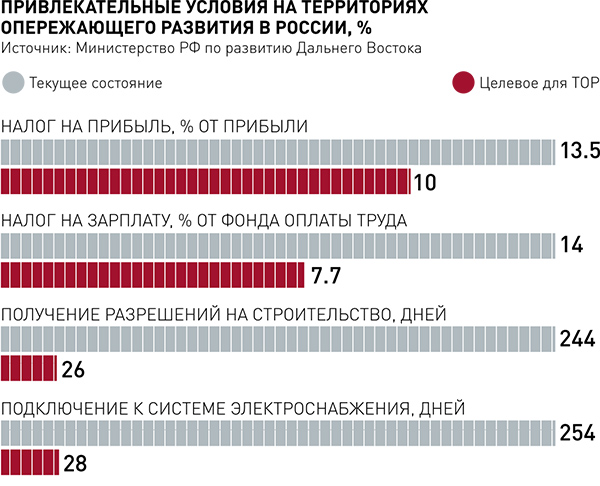 ПРИВЛЕКАТЕЛЬНЫЕ УСЛОВИЯ НА ТЕРРИТОРИЯХ
ОПЕРЕЖАЮЩЕГО РАЗВИТИЯ В РОССИИ, %
Источник: Министерство РФ по развитию Дальнего Востока
Текущее состояние
Целевое для ТОР
НАЛОГ НА ПРИБЫЛЬ, % ОТ ПРИБЫЛИ
13.5
10
НАЛОГ НА ЗАРПЛАТУ, % ОТ ФОНДА ОПЛАТЫ ТРУДА
14
7.7
ПОЛУЧЕНИЕ РАЗРЕШЕНИЙ НА СТРОИТЕЛЬСТВО, ДНЕЙ
244
26
ПОДКЛЮЧЕНИЕ К СИСТЕМЕ ЭЛЕКТРОСНАБЖЕНИЯ, ДНЕЙ
254
28